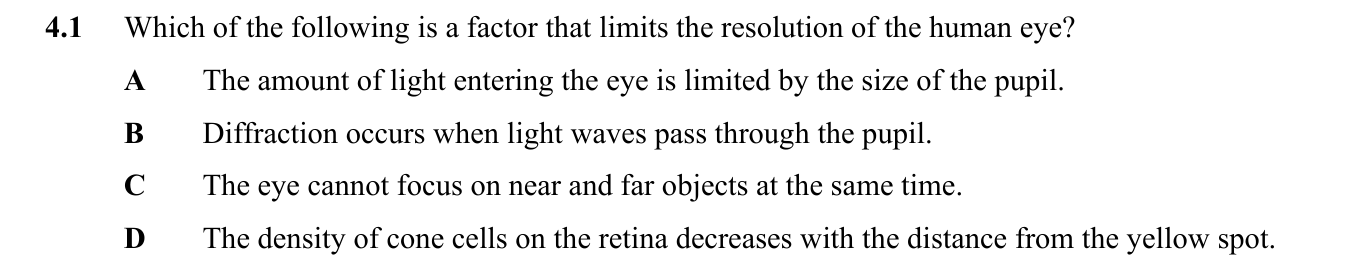 4.1 Which of the following is a factor that limits the resolution of the human eye?
A The amount of light entering the eye is limited by the size of the pupil.
B Diffraction occurs when light waves pass through the pupil.
C The eye cannot focus on near and far objects at the same time.
D The density of cone cells on the retina decreases with the distance from the yellow spot.